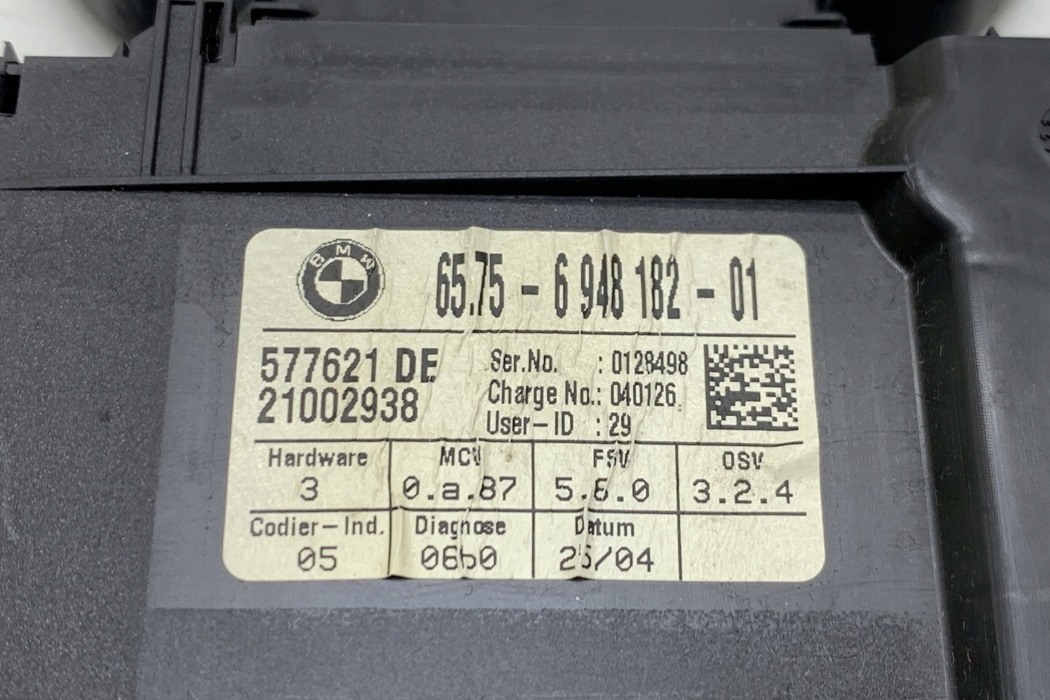 BMW
65.75 - 6 948 182 - 01
577621 DE
21002938
Ser.No. : 0128498
Charge No.: 040126
User-ID : 29
Hardware MCV FSV OSV
3 0.a.87 5.6.0 3.2.4
Codier-Ind. Diagnose Datum
05 06b0 25/04